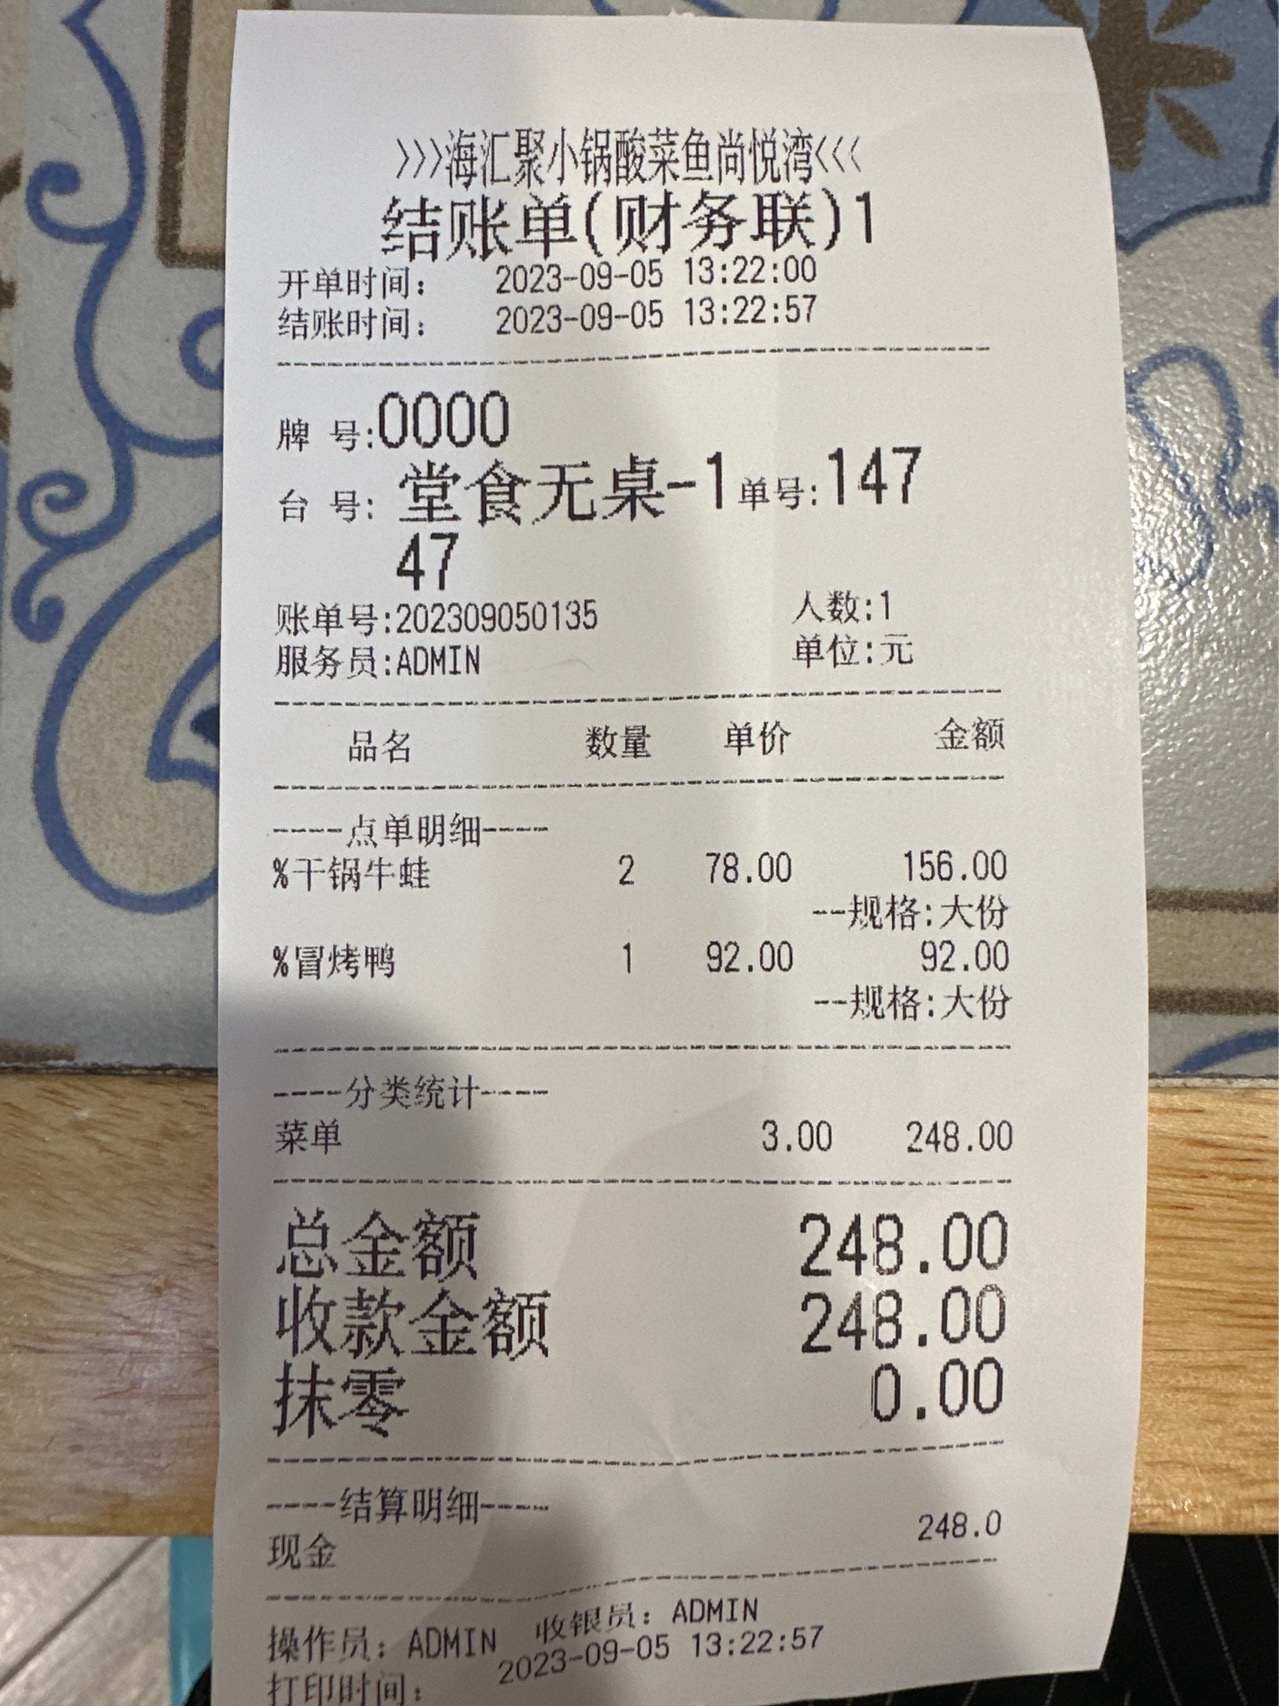 >>>海汇聚小锅酸菜鱼尚悦湾<<<
结账单(财务联)1
开单时间: 2023-09-05 13:22:00
结账时间: 2023-09-05 13:22:57
牌 号:0000
台 号: 堂食无桌-1 单号:147
47
账单号:202309050135 人数:1
服务员:ADMIN 单位:元
品名 数量 单价 金额
----点单明细----
%干锅牛蛙 2 78.00 156.00
--规格:大份
%冒烤鸭 1 92.00 92.00
--规格:大份
----分类统计----
菜单 3.00 248.00
总金额 248.00
收款金额 248.00
抹零 0.00
----结算明细----
现金 248.0
操作员: ADMIN 收银员: ADMIN
打印时间: 2023-09-05 13:22:57